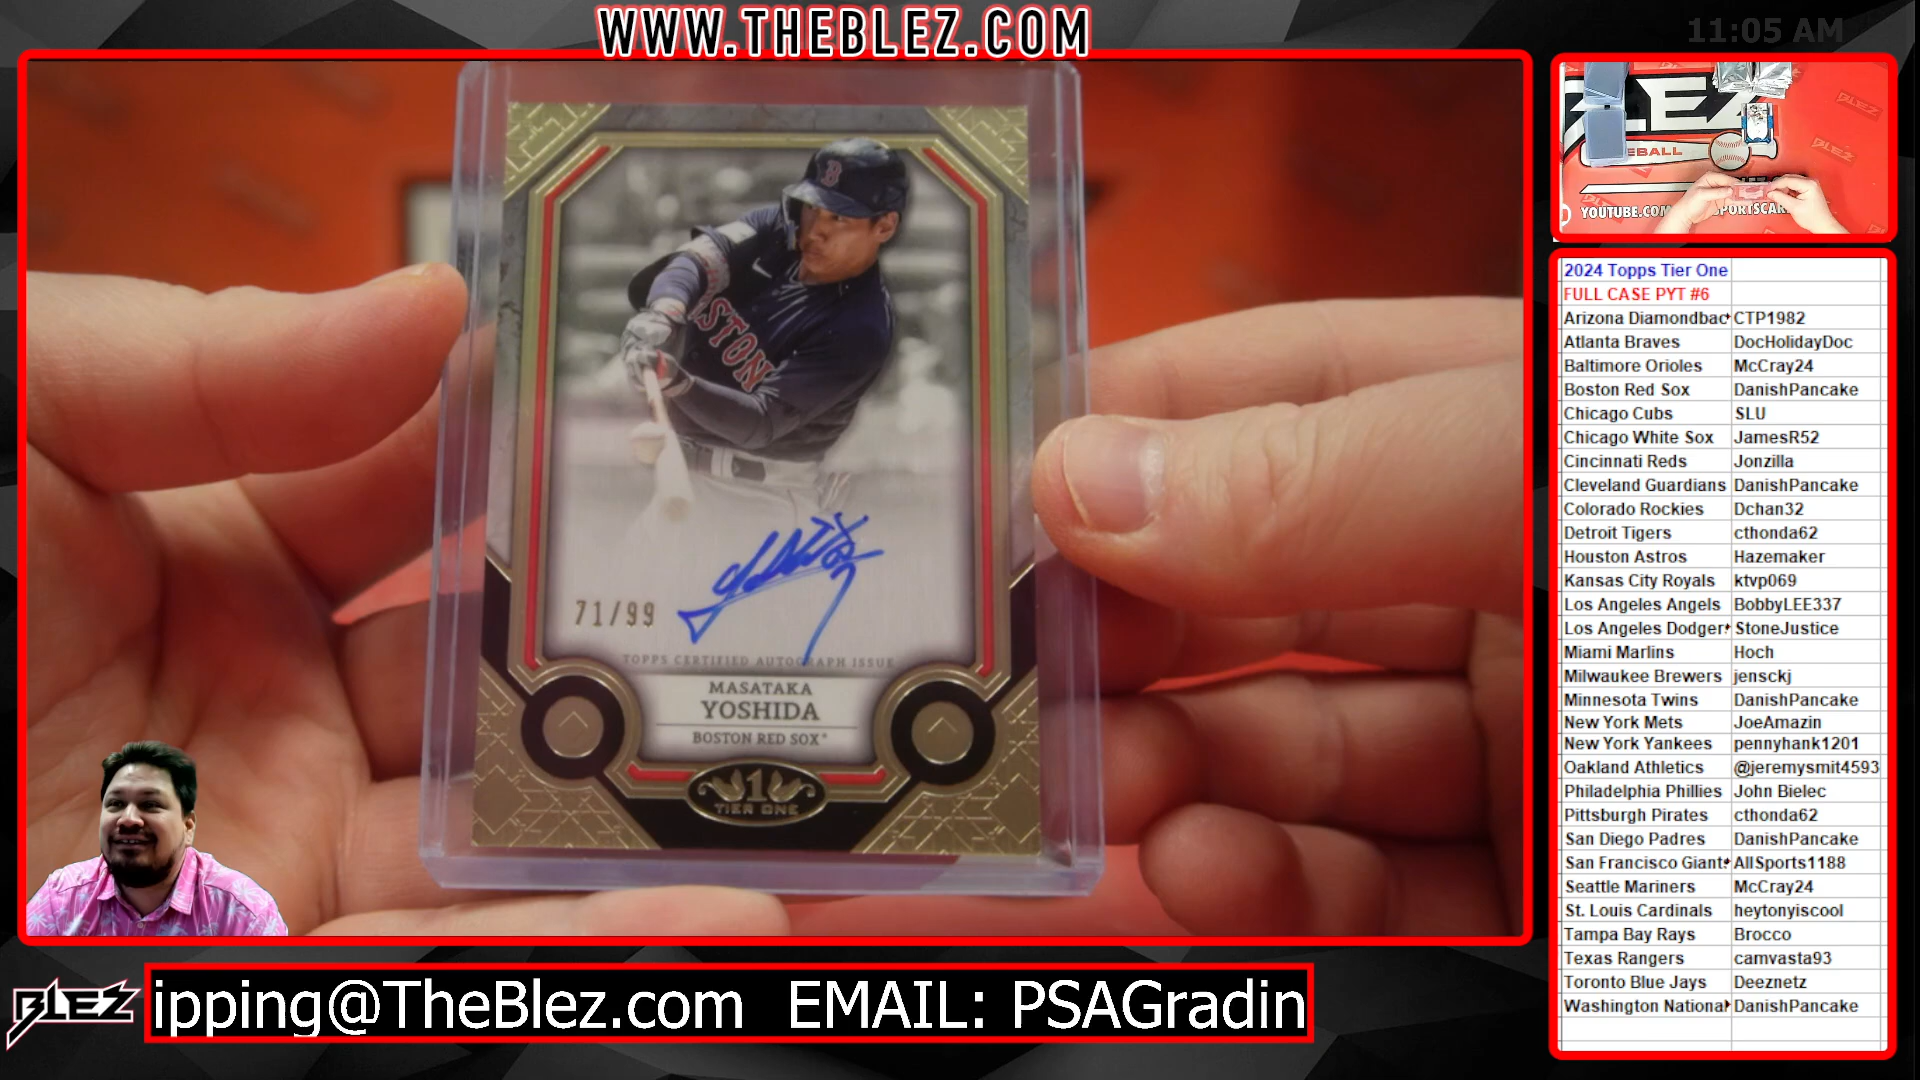 WWW.THEBLEZ.COM
11:05 AM
B
BOSTON
71/99
TOPPS CERTIFIED AUTOGRAPH ISSUE
MASATAKA
YOSHIDA
BOSTON RED SOX
1
TIER ONE
BLEZ
BLEZ
EBALL
YOUTUBE.COM
2024 Topps Tier One
FULL CASE PYT #6
Arizona Diamondbac CTP1982
Atlanta Braves DocHolidayDoc
Baltimore Orioles McCray24
Boston Red Sox DanishPancake
Chicago Cubs SLU
Chicago White Sox JamesR52
Cincinnati Reds Jonzilla
Cleveland Guardians DanishPancake
Colorado Rockies Dchan32
Detroit Tigers cthonda62
Houston Astros Hazemaker
Kansas City Royals ktvp069
Los Angeles Angels BobbyLEE337
Los Angeles Dodger StoneJustice
Miami Marlins Hoch
Milwaukee Brewers jensckj
Minnesota Twins DanishPancake
New York Mets JoeAmazin
New York Yankees pennyhank1201
Oakland Athletics @jeremysmit4593
Philadelphia Phillies John Bielec
Pittsburgh Pirates cthonda62
San Diego Padres DanishPancake
San Francisco Giant AllSports1188
Seattle Mariners McCray24
St. Louis Cardinals heytonyiscool
Tampa Bay Rays Brocco
Texas Rangers camvasta93
Toronto Blue Jays Deeznetz
Washington National DanishPancake
BLEZ
ipping@TheBlez.com EMAIL: PSAGradin